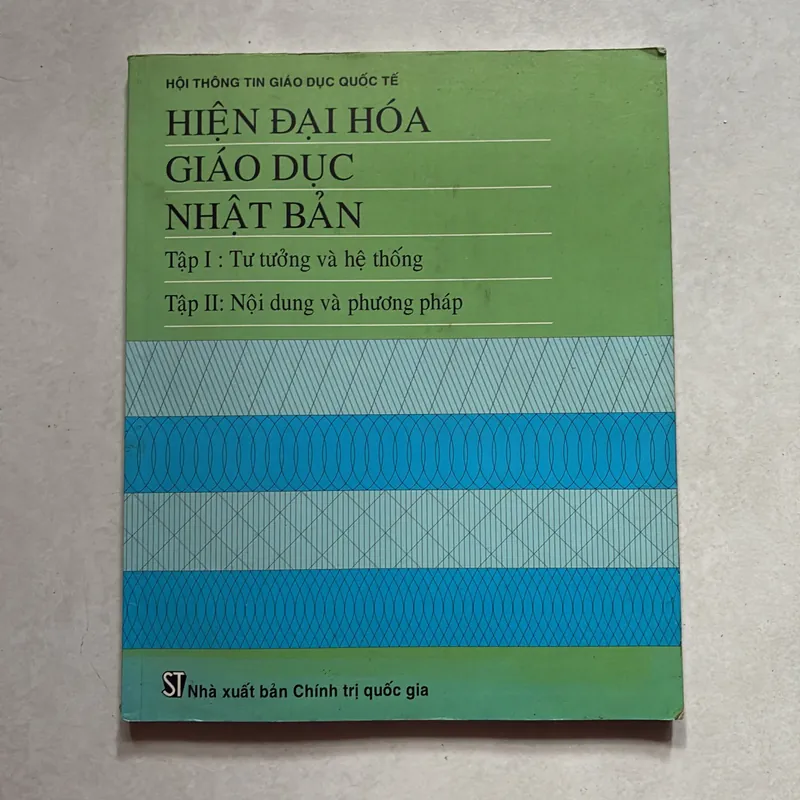 HỘI THÔNG TIN GIÁO DỤC QUỐC TẾ
HIỆN ĐẠI HÓA
GIÁO DỤC
NHẬT BẢN
Tập I : Tư tưởng và hệ thống
Tập II: Nội dung và phương pháp
ST Nhà xuất bản Chính trị quốc gia